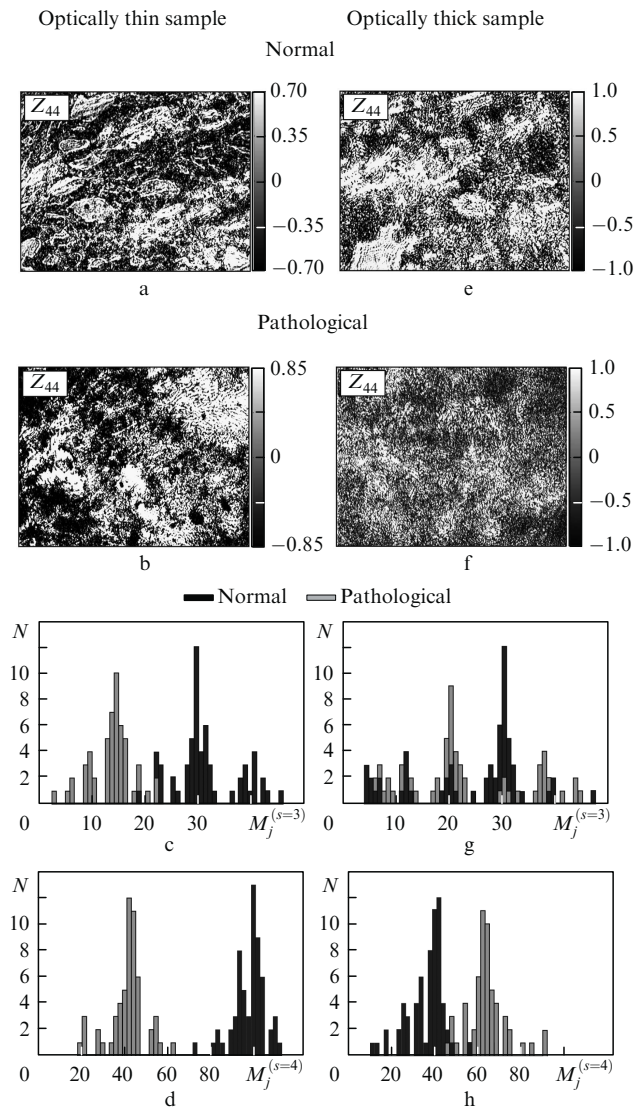 Optically thin sample Optically thick sample
Normal
Z44 0.70 0.35 0 −0.35 −0.70
Z44 1.0 0.5 0 −0.5 −1.0
a e
Pathological
Z44 0.85 0 −0.85
Z44 1.0 0.5 0 −0.5 −1.0
b f
Normal Pathological
N N
10 10
8 8
6 6
4 4
2 2
0 10 20 30 M_j^(s=3) 0 10 20 30 M_j^(s=3)
c g
N N
10 10
8 8
6 6
4 4
2 2
0 20 40 60 80 M_j^(s=4) 0 20 40 60 80 M_j^(s=4)
d h